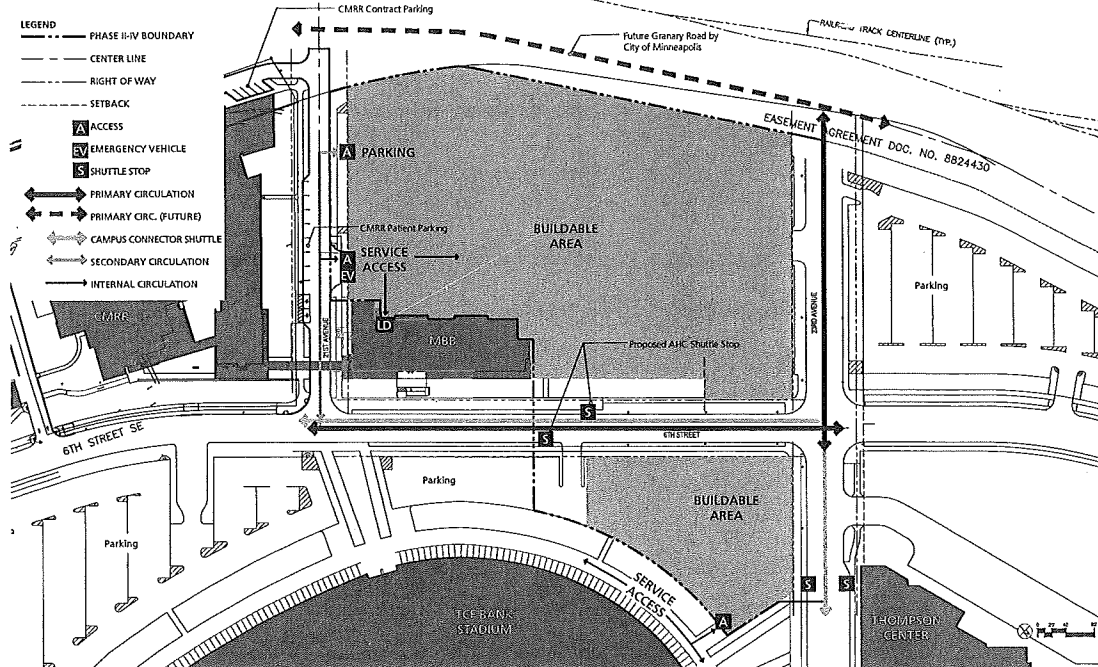 LEGEND
PHASE II-IV BOUNDARY
CENTER LINE
RIGHT OF WAY
SETBACK
A ACCESS
EV EMERGENCY VEHICLE
S SHUTTLE STOP
PRIMARY CIRCULATION
PRIMARY CIRC. (FUTURE)
CAMPUS CONNECTOR SHUTTLE
SECONDARY CIRCULATION
INTERNAL CIRCULATION
CMRR Contract Parking
Future Granary Road by
City of Minneapolis
RAILROAD TRACK CENTERLINE (TYP.)
EASEMENT AGREEMENT DOC. NO. 8824430
A PARKING
CMRR Patient Parking
A
EV
SERVICE
ACCESS
BUILDABLE
AREA
Parking
21ST AVENUE
23RD AVENUE
CMRR
LD
MBB
Proposed AHC Shuttle Stop
S
S
6TH STREET SE
6TH STREET
Parking
BUILDABLE
AREA
Parking
SERVICE
ACCESS
A
S
S
TCF BANK
STADIUM
THOMPSON
CENTER
0